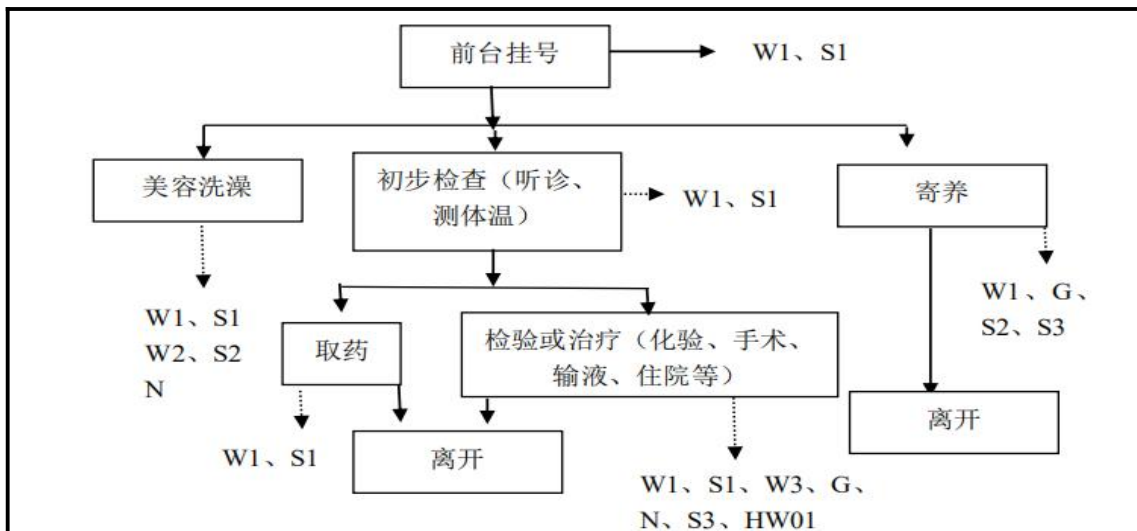 前台挂号
W1、S1
美容洗澡
初步检查（听诊、
测体温）
W1、S1
寄养
W1、S1
W2、S2
N
取药
检验或治疗（化验、手术、
输液、住院等）
W1、G、
S2、S3
W1、S1
离开
离开
W1、S1、W3、G、
N、S3、HW01